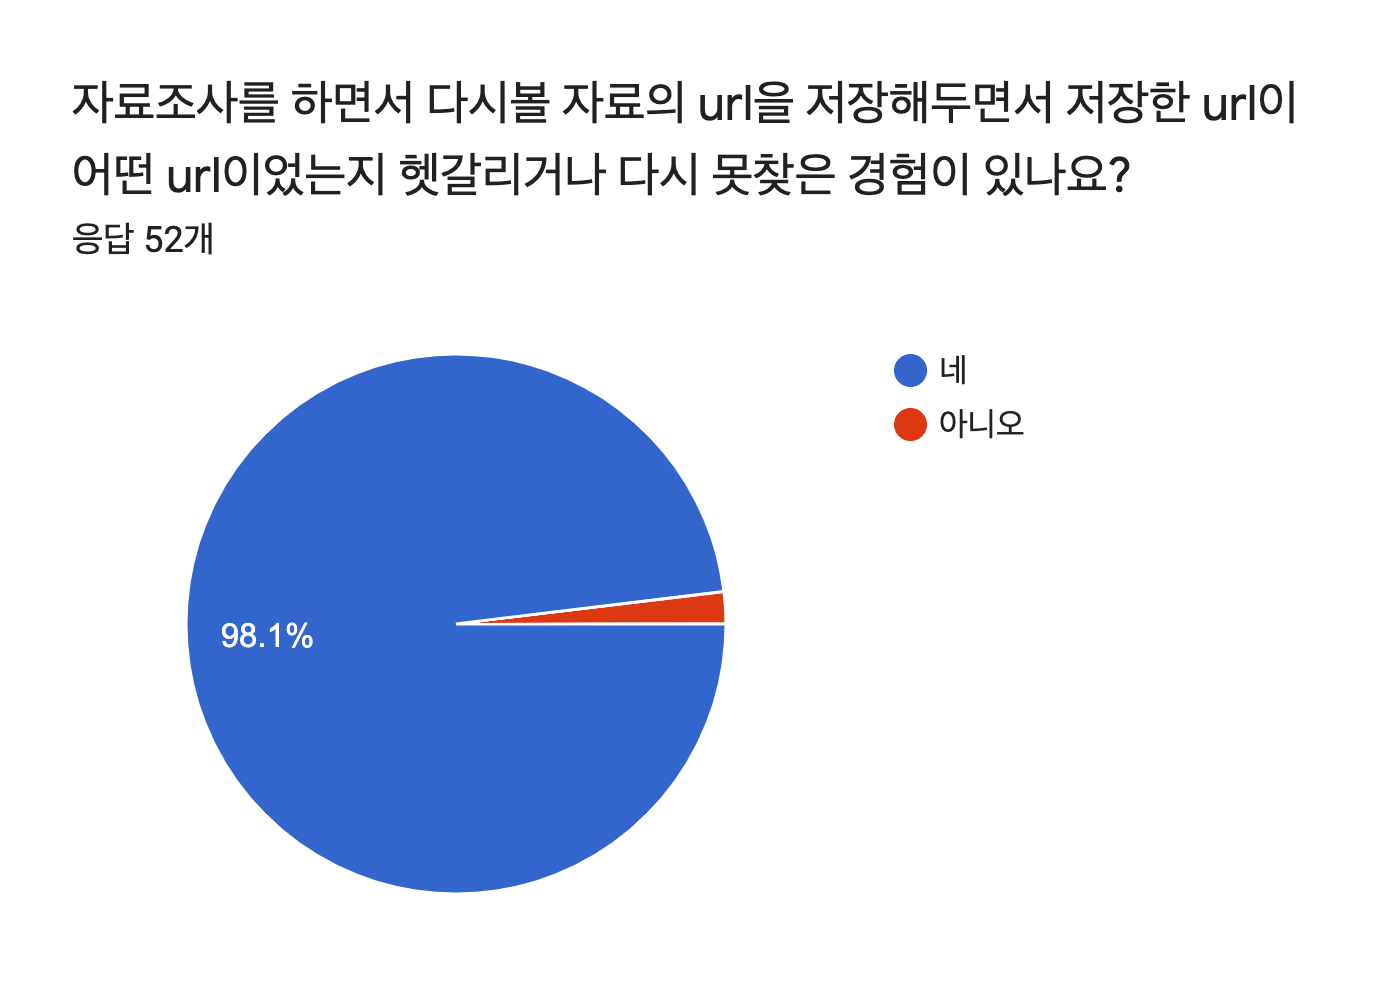 자료조사를 하면서 다시볼 자료의 url을 저장해두면서 저장한 url이
어떤 url이었는지 헷갈리거나 다시 못찾은 경험이 있나요?
응답 52개
네
아니오
98.1%